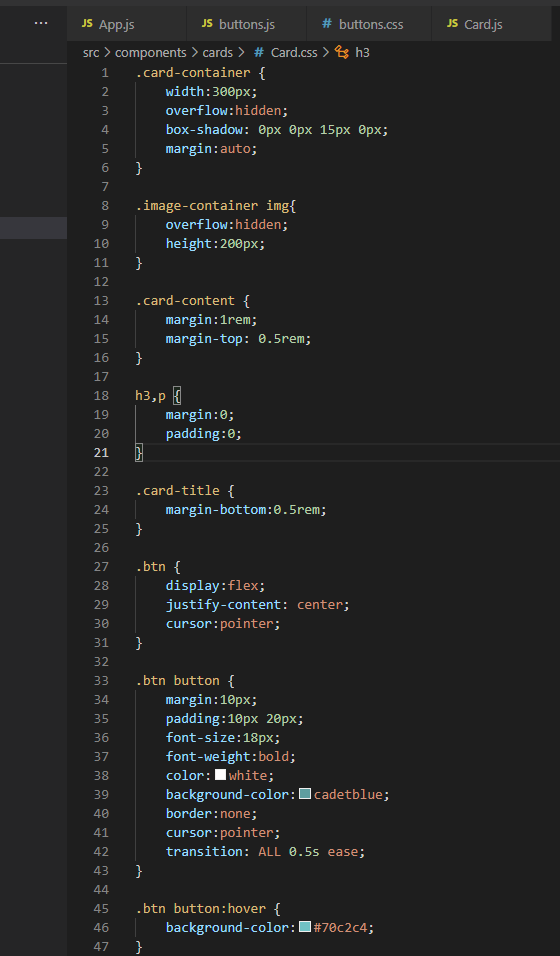 ... JS App.js JS buttons.js # buttons.css JS Card.js
src > components > cards > # Card.css > h3
1 .card-container {
2 width:300px;
3 overflow:hidden;
4 box-shadow: 0px 0px 15px 0px;
5 margin:auto;
6 }
7
8 .image-container img{
9 overflow:hidden;
10 height:200px;
11 }
12
13 .card-content {
14 margin:1rem;
15 margin-top: 0.5rem;
16 }
17
18 h3,p {
19 margin:0;
20 padding:0;
21 }
22
23 .card-title {
24 margin-bottom:0.5rem;
25 }
26
27 .btn {
28 display:flex;
29 justify-content: center;
30 cursor:pointer;
31 }
32
33 .btn button {
34 margin:10px;
35 padding:10px 20px;
36 font-size:18px;
37 font-weight:bold;
38 color:white;
39 background-color:cadetblue;
40 border:none;
41 cursor:pointer;
42 transition: ALL 0.5s ease;
43 }
44
45 .btn button:hover {
46 background-color:#70c2c4;
47 }